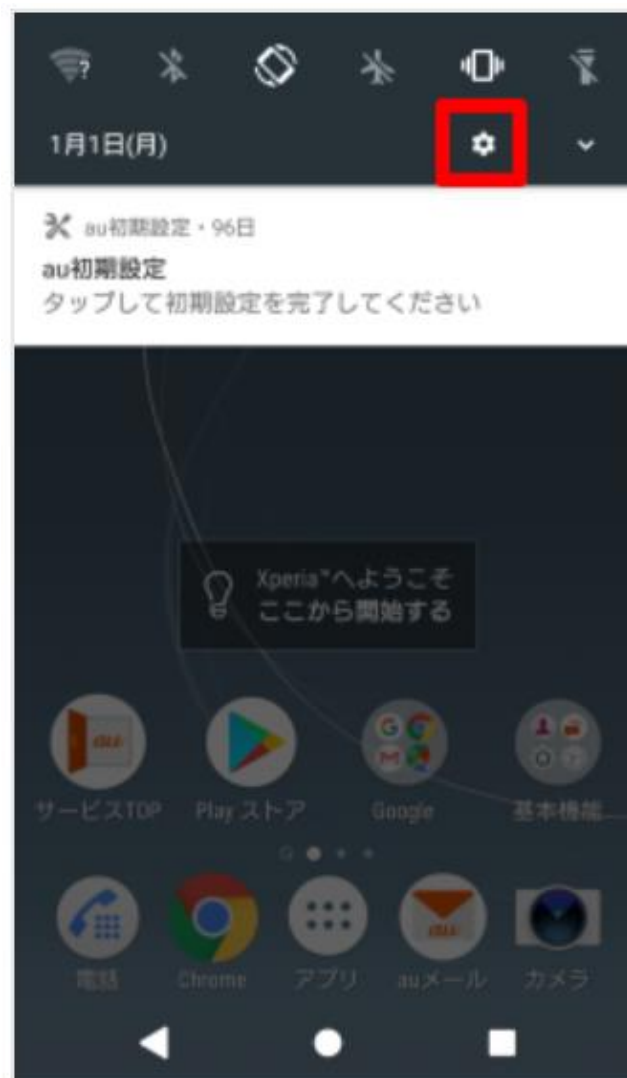 1月1日(月)
au初期設定・96日
au初期設定
タップして初期設定を完了してください
Xperia™へようこそ
ここから開始する
au
サービスTOP
Play ストア
Google
基本機能
電話
Chrome
アプリ
au
auメール
カメラ